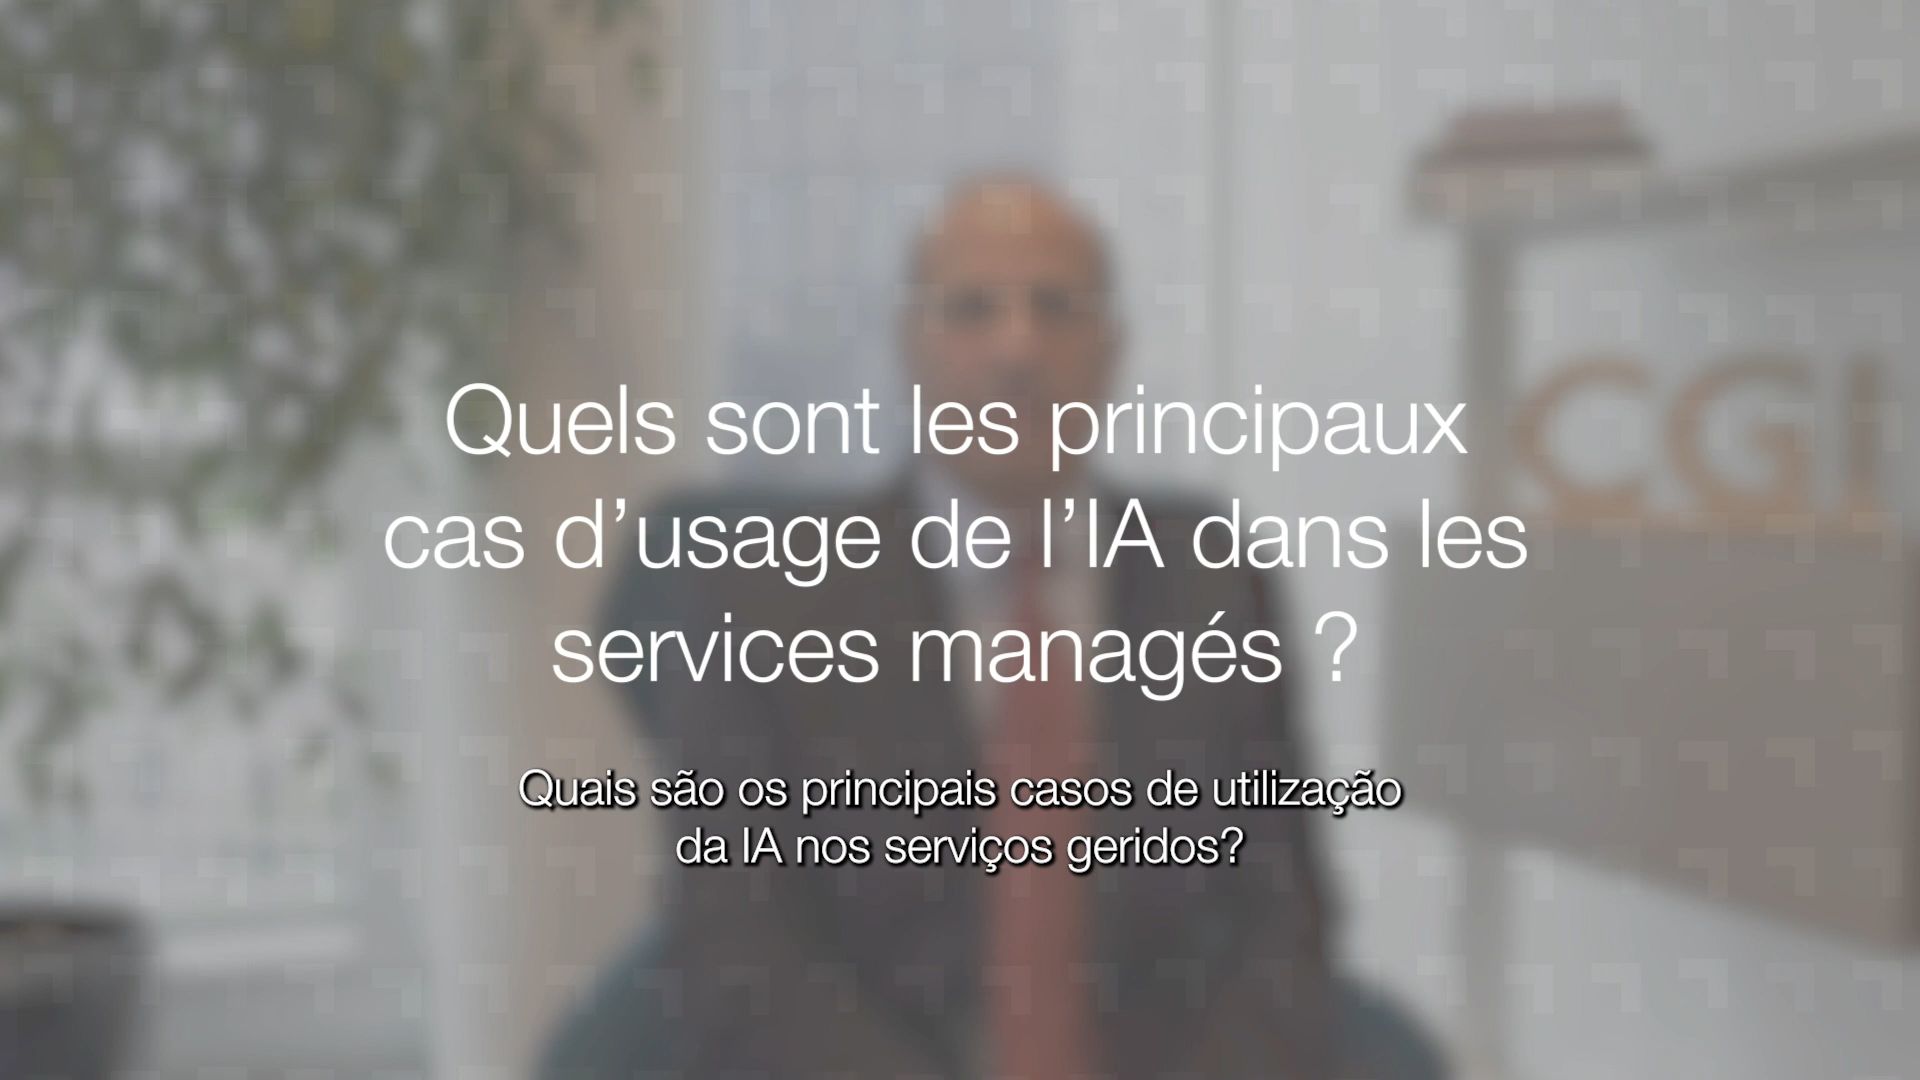 Quels sont les principaux
cas d’usage de l’IA dans les
services managés ?
CGI
Quais são os principais casos de utilização
da IA nos serviços geridos?